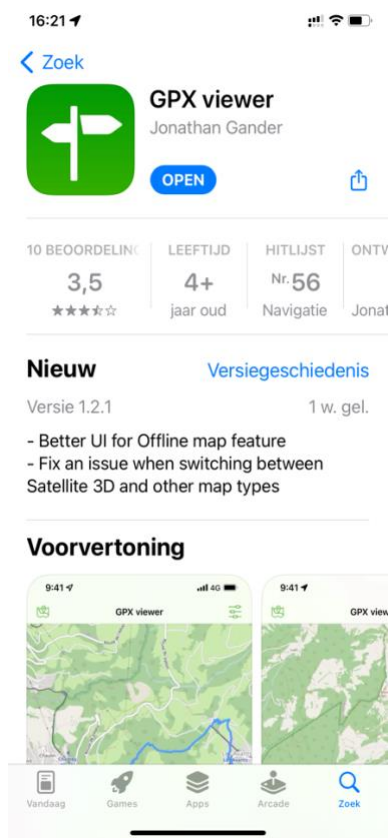 16:21
Zoek
GPX viewer
Jonathan Gander
OPEN
10 BEOORDELING
LEEFTIJD
HITLIJST
3,5
4+
Nr. 56
jaar oud
Navigatie
Nieuw
Versiegeschiedenis
Versie 1.2.1
1 w. gel.
- Better UI for Offline map feature
- Fix an issue when switching between
Satellite 3D and other map types
Voorvertoning
9:41
4G
GPX viewer
9:41
GPX view
Vandaag
Games
Apps
Arcade
Zoek